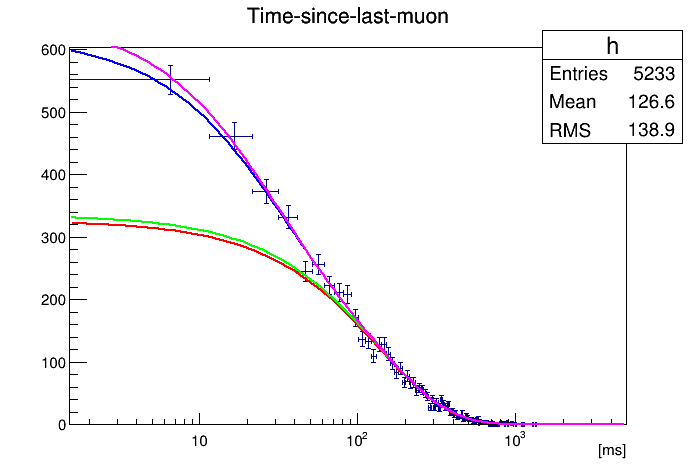 Time-since-last-muon
h
Entries 5233
Mean 126.6
RMS 138.9
600
500
400
300
200
100
0
10 10² 10³
[ms]